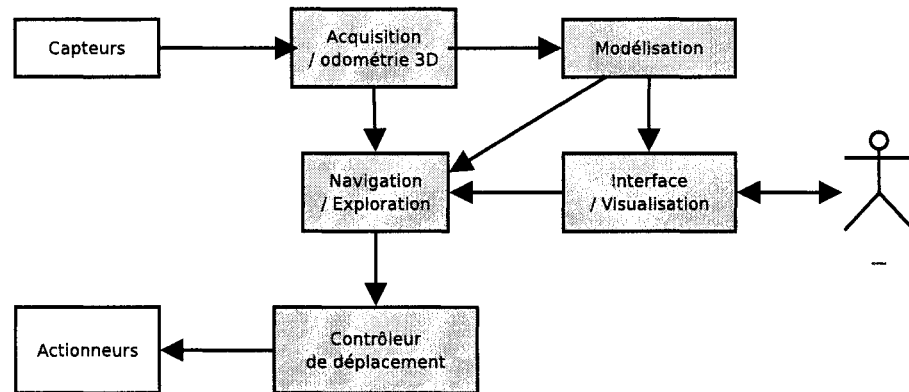 Capteurs
Acquisition
/ odométrie 3D
Modélisation
Navigation
/ Exploration
Interface
/ Visualisation
Actionneurs
Contrôleur
de déplacement